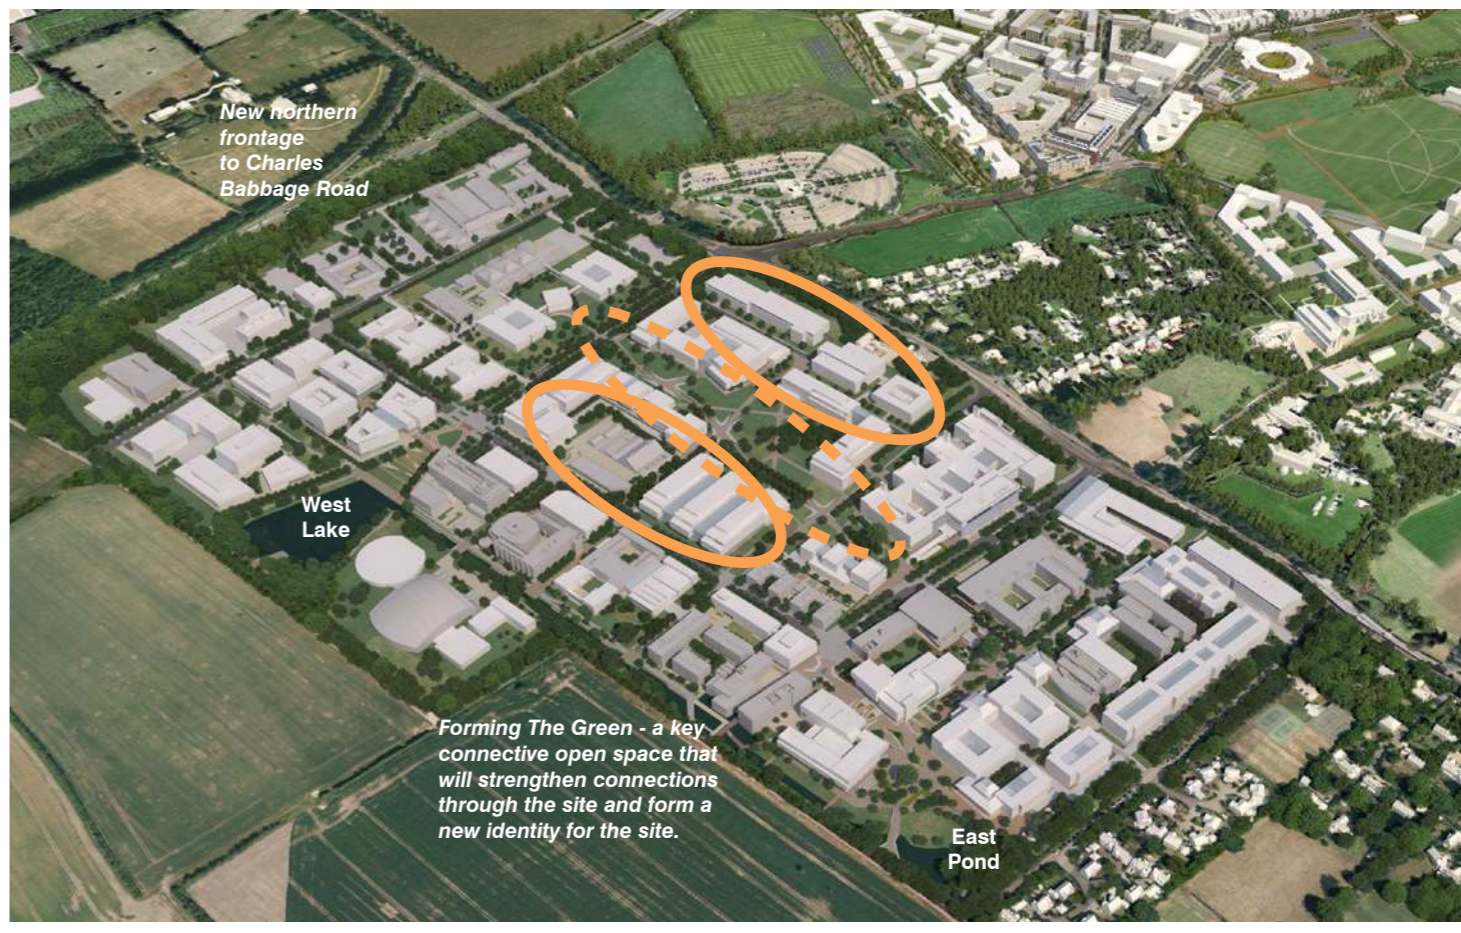 New northern
frontage
to Charles
Babbage Road
West
Lake
Forming The Green - a key
connective open space that
will strengthen connections
through the site and form a
new identity for the site.
East
Pond